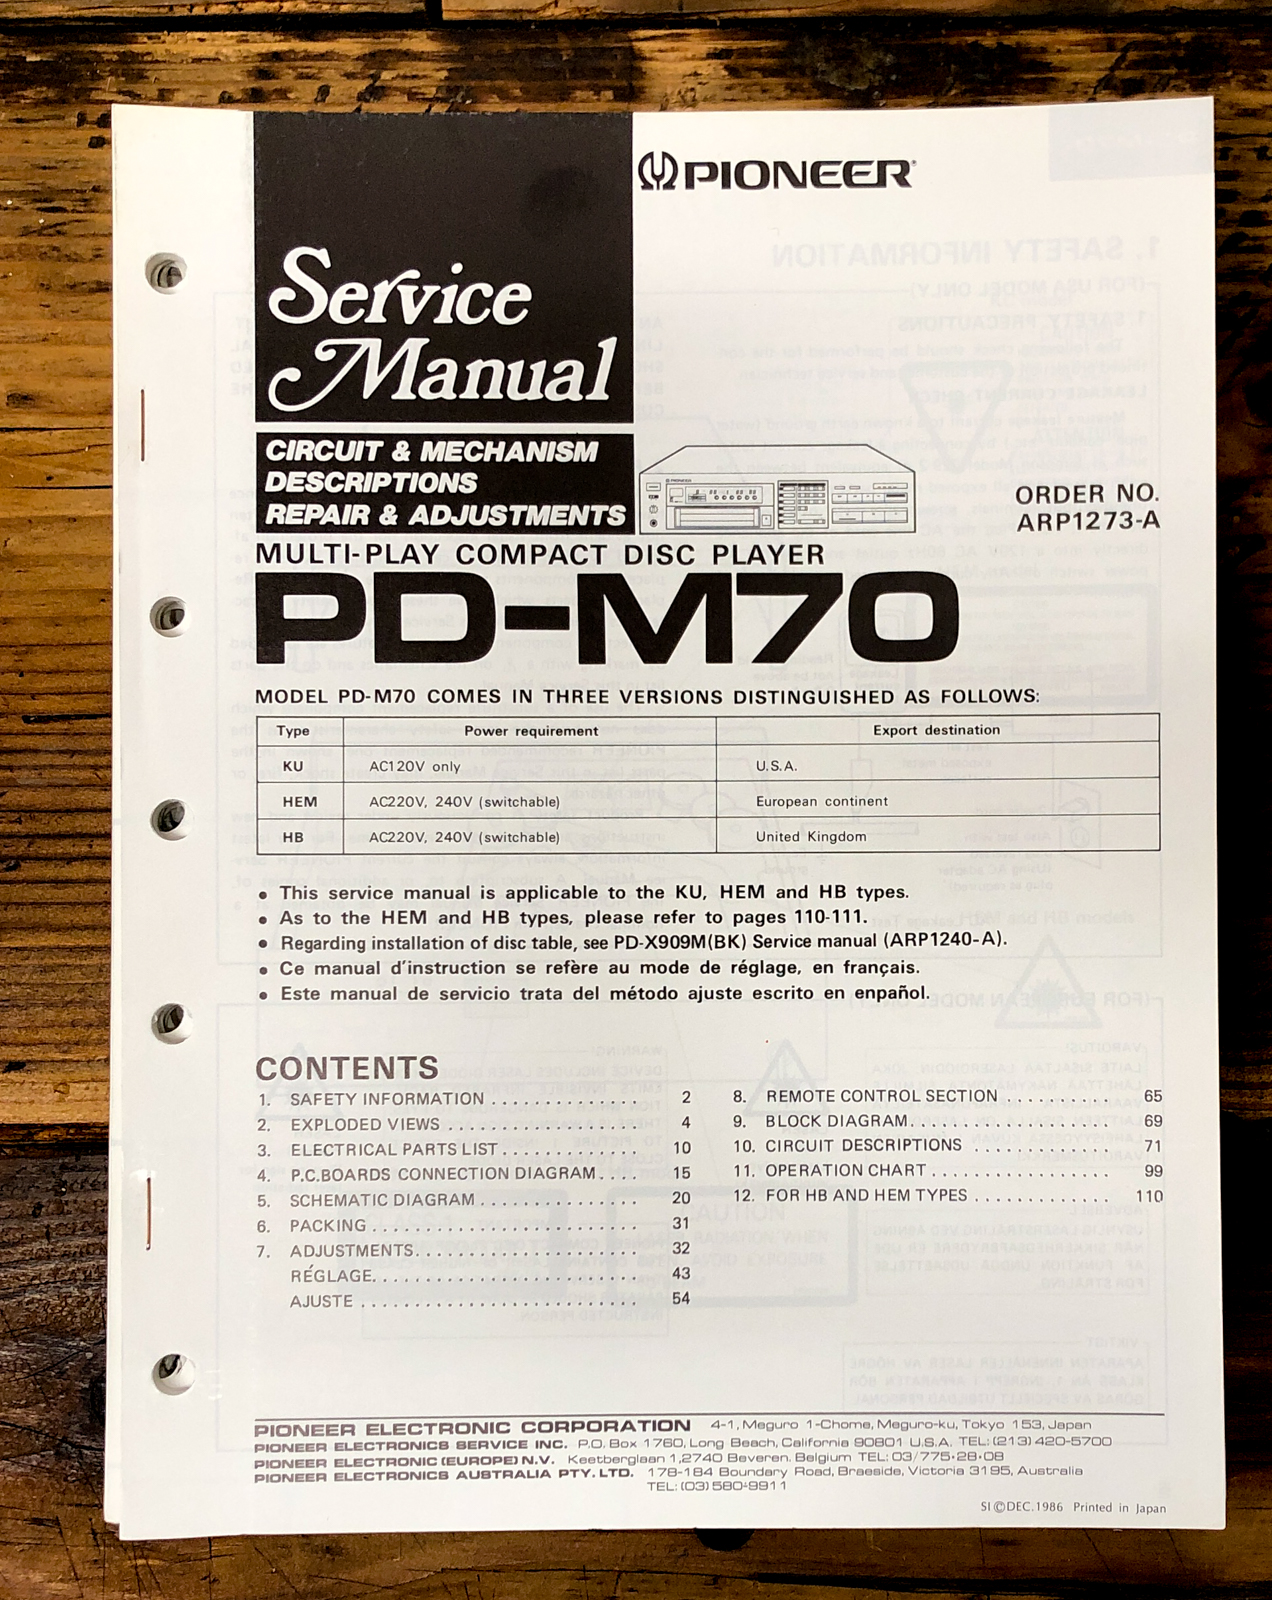 PIONEER
Service
Manual
CIRCUIT & MECHANISM
DESCRIPTIONS
REPAIR & ADJUSTMENTS
ORDER NO.
ARP1273-A
MULTI-PLAY COMPACT DISC PLAYER
PD-M70
MODEL PD-M70 COMES IN THREE VERSIONS DISTINGUISHED AS FOLLOWS:
Type Power requirement Export destination
KU AC120V only U.S.A.
HEM AC220V, 240V (switchable) European continent
HB AC220V, 240V (switchable) United Kingdom
• This service manual is applicable to the KU, HEM and HB types.
• As to the HEM and HB types, please refer to pages 110-111.
• Regarding installation of disc table, see PD-X909M(BK) Service manual (ARP1240-A).
• Ce manual d'instruction se refère au mode de réglage, en français.
• Este manual de servicio trata del método ajuste escrito en enpañol.
CONTENTS
1. SAFETY INFORMATION . . . . . . . . . . . . . . . 2
2. EXPLODED VIEWS . . . . . . . . . . . . . . . . . . . 4
3. ELECTRICAL PARTS LIST . . . . . . . . . . . . . . 10
4. P.C.BOARDS CONNECTION DIAGRAM . . . . 15
5. SCHEMATIC DIAGRAM . . . . . . . . . . . . . . . . 20
6. PACKING . . . . . . . . . . . . . . . . . . . . . . . . . . 31
7. ADJUSTMENTS . . . . . . . . . . . . . . . . . . . . . . 32
RÉGLAGE . . . . . . . . . . . . . . . . . . . . . . . . . . 43
AJUSTE . . . . . . . . . . . . . . . . . . . . . . . . . . . 54
8. REMOTE CONTROL SECTION . . . . . . . . . . 65
9. BLOCK DIAGRAM . . . . . . . . . . . . . . . . . . . 69
10. CIRCUIT DESCRIPTIONS . . . . . . . . . . . . . 71
11. OPERATION CHART . . . . . . . . . . . . . . . . . 99
12. FOR HB AND HEM TYPES . . . . . . . . . . . . . 110
PIONEER ELECTRONIC CORPORATION 4-1, Meguro 1-Chome, Meguro-ku, Tokyo 153, Japan
PIONEER ELECTRONICS SERVICE INC. P.O. Box 1760, Long Beach, California 90801 U.S.A. TEL: (213) 420-5700
PIONEER ELECTRONIC (EUROPE) N.V. Keetberglaan 1, 2740 Beveren, Belgium TEL: 03/775·28·08
PIONEER ELECTRONICS AUSTRALIA PTY. LTD. 178-184 Boundary Road, Braeside, Victoria 3195, Australia
TEL: (03) 580-9911
SI © DEC. 1986 Printed in Japan